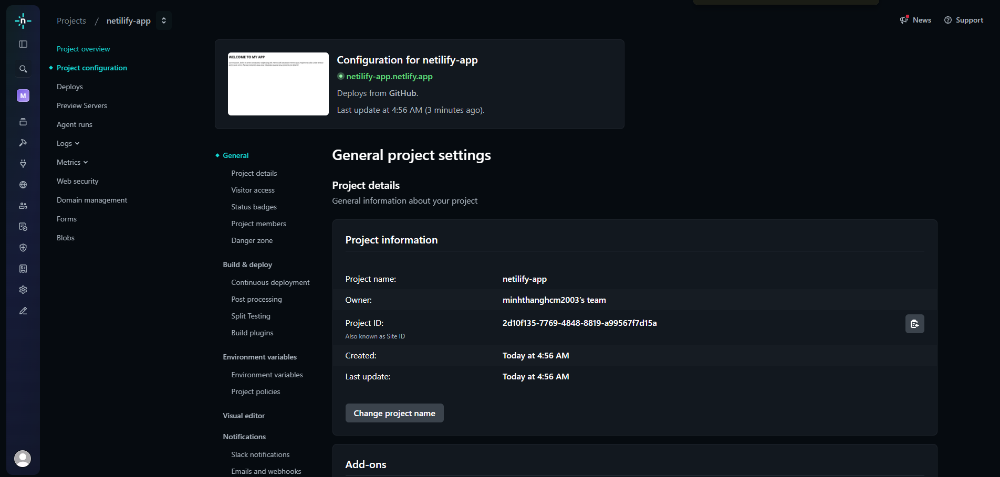 Projects / netilify-app
News
Support
Project overview
Project configuration
Deploys
Preview Servers
Agent runs
Logs
Metrics
Web security
Domain management
Forms
Blobs
M
WELCOME TO MY APP
Configuration for netilify-app
netilify-app.netlify.app
Deploys from GitHub.
Last update at 4:56 AM (3 minutes ago).
General
Project details
Visitor access
Status badges
Project members
Danger zone
Build & deploy
Continuous deployment
Post processing
Split Testing
Build plugins
Environment variables
Environment variables
Project policies
Visual editor
Notifications
Slack notifications
Emails and webhooks
General project settings
Project details
General information about your project
Project information
Project name: netilify-app
Owner: minhthanghcm2003's team
Project ID: 2d10f135-7769-4848-8819-a99567f7d15a
Also known as Site ID
Created: Today at 4:56 AM
Last update: Today at 4:56 AM
Change project name
Add-ons